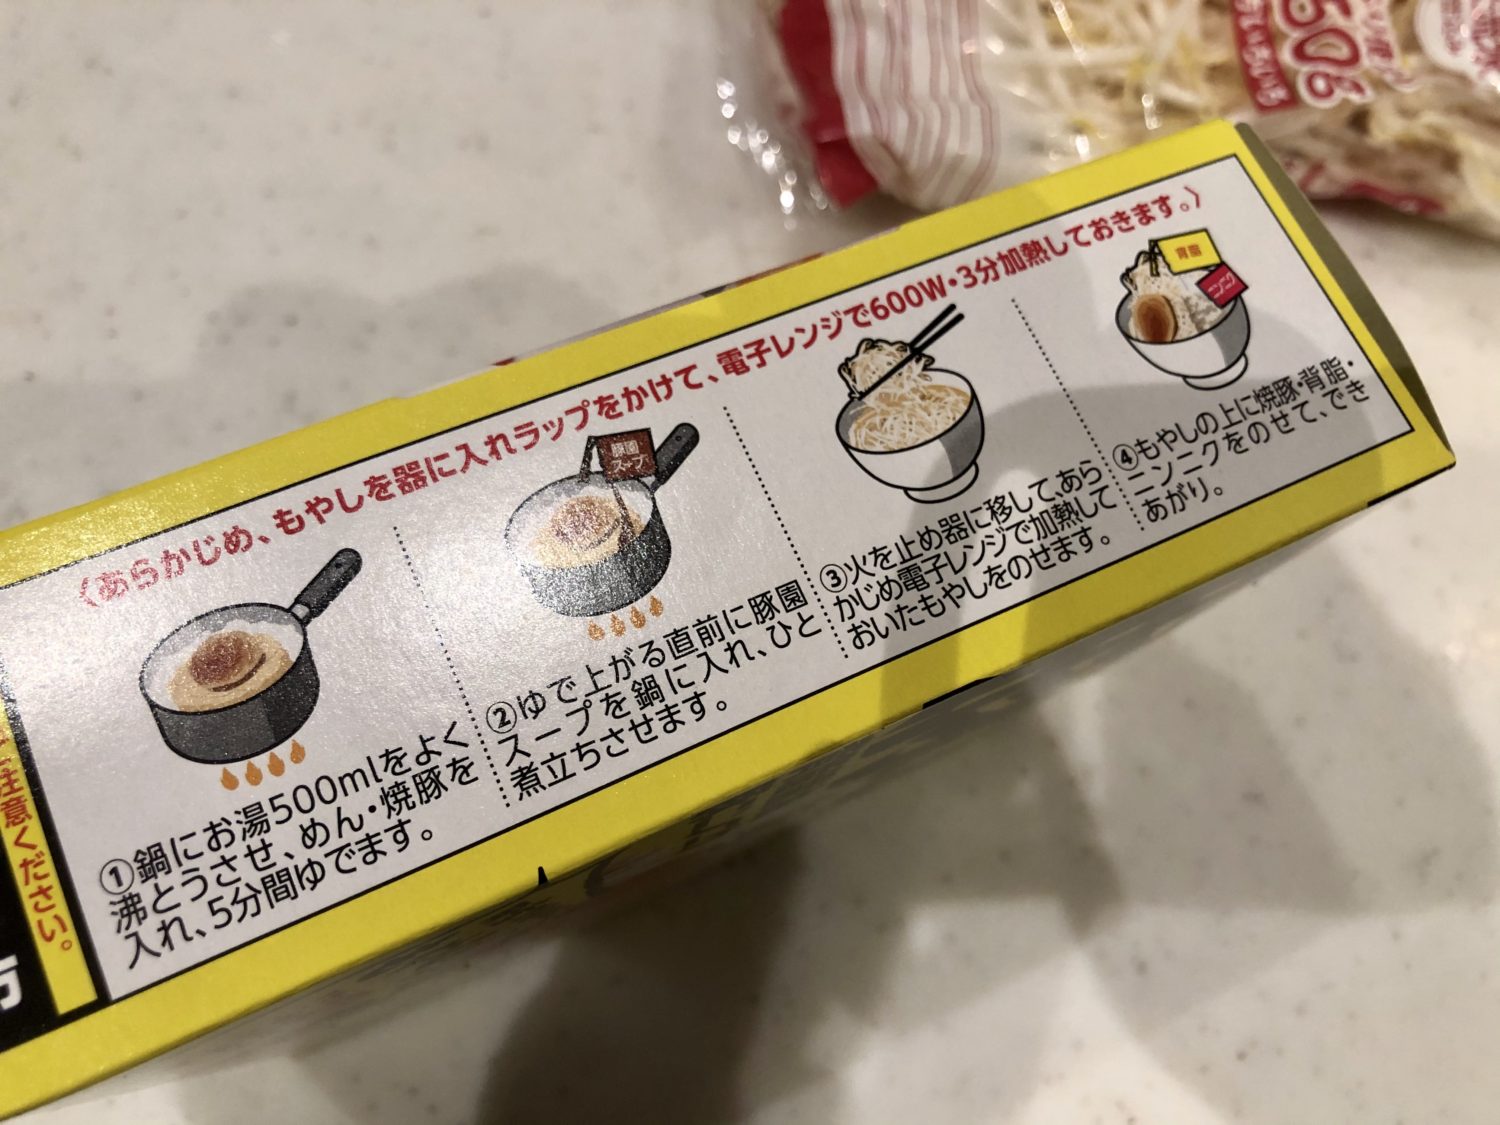 〈あらかじめ、もやしを器に入れラップをかけて、電子レンジで600W・3分加熱しておきます。〉
①鍋にお湯500mlをよく
沸とうさせ、めん・焼豚を
入れ、5分間ゆでます。
豚園
スープ
②ゆで上がる直前に豚園
スープを鍋に入れ、ひと
煮立ちさせます。
③火を止め器に移して、あら
かじめ電子レンジで加熱して
おいたもやしをのせます。
背脂
ニンニク
④もやしの上に焼豚・背脂・
ニンニクをのせて、でき
あがり。
注意ください。